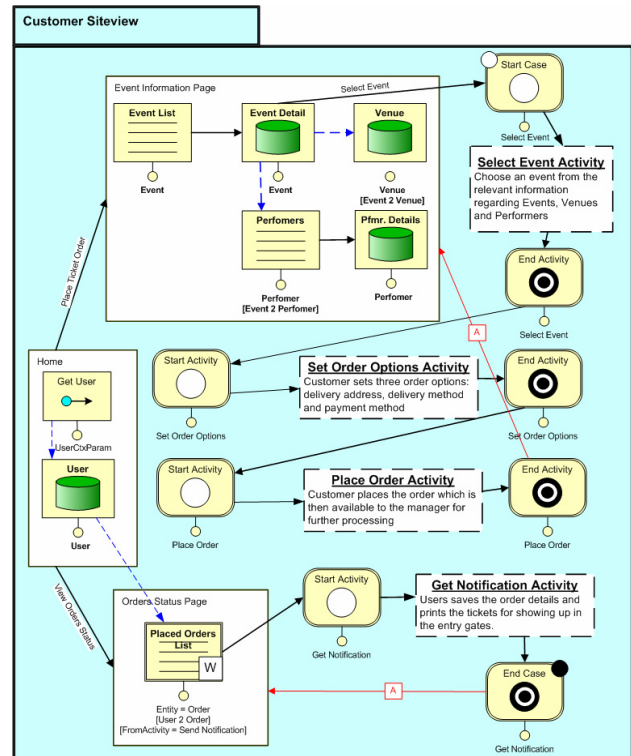 Customer Siteview
Event Information Page
Select Event
Start Case
Select Event
Event List
Event
Event Detail
Event
Venue
Venue
[Event 2 Venue]
Perfomers
Perfomer
[Event 2 Perfomer]
Pfmr. Details
Perfomer
Select Event Activity
Choose an event from the
relevant information
regarding Events, Venues
and Performers
End Activity
Select Event
Place Ticket Order
A
Home
Get User
UserCtxParam
User
User
Start Activity
Set Order Options
Set Order Options Activity
Customer sets three order options:
delivery address, delivery method
and payment method
End Activity
Set Order Options
Start Activity
Place Order
Place Order Activity
Customer places the order which is
then available to the manager for
further processing
End Activity
Place Order
View Orders Status
Orders Status Page
Placed Orders
List
W
Entity = Order
[User 2 Order]
[FromActivity = Send Notification]
Start Activity
Get Notification
Get Notification Activity
Users saves the order details and
prints the tickets for showing up in
the entry gates.
A
End Case
Get Notification